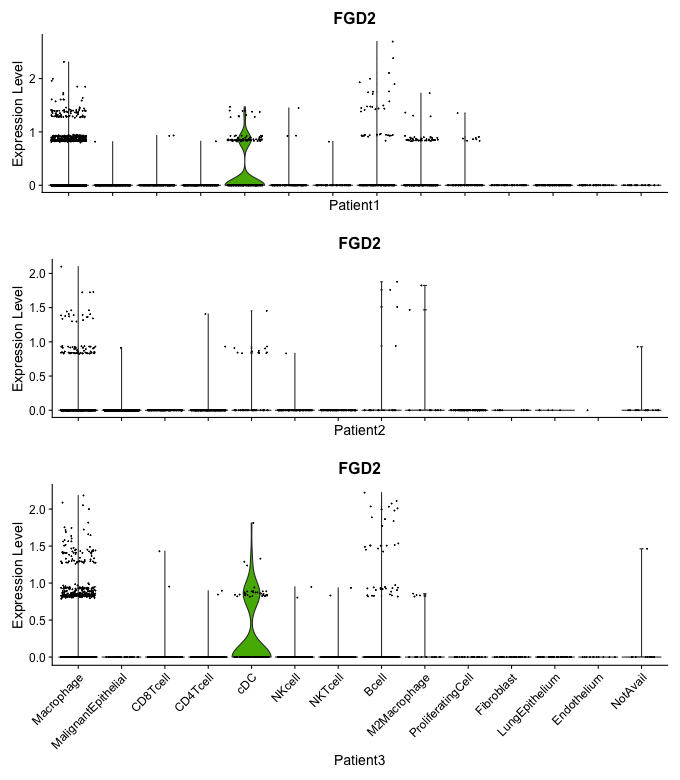 FGD2
Expression Level
2
1
0
Patient1
FGD2
Expression Level
2.0
1.5
1.0
0.5
0.0
Patient2
FGD2
Expression Level
2.0
1.5
1.0
0.5
0.0
Macrophage
MalignantEpithelial
CD8Tcell
CD4Tcell
cDC
NKcell
NKTcell
Bcell
M2Macrophage
ProliferatingCell
Fibroblast
LungEpithelium
Endothelium
NotAvail
Patient3